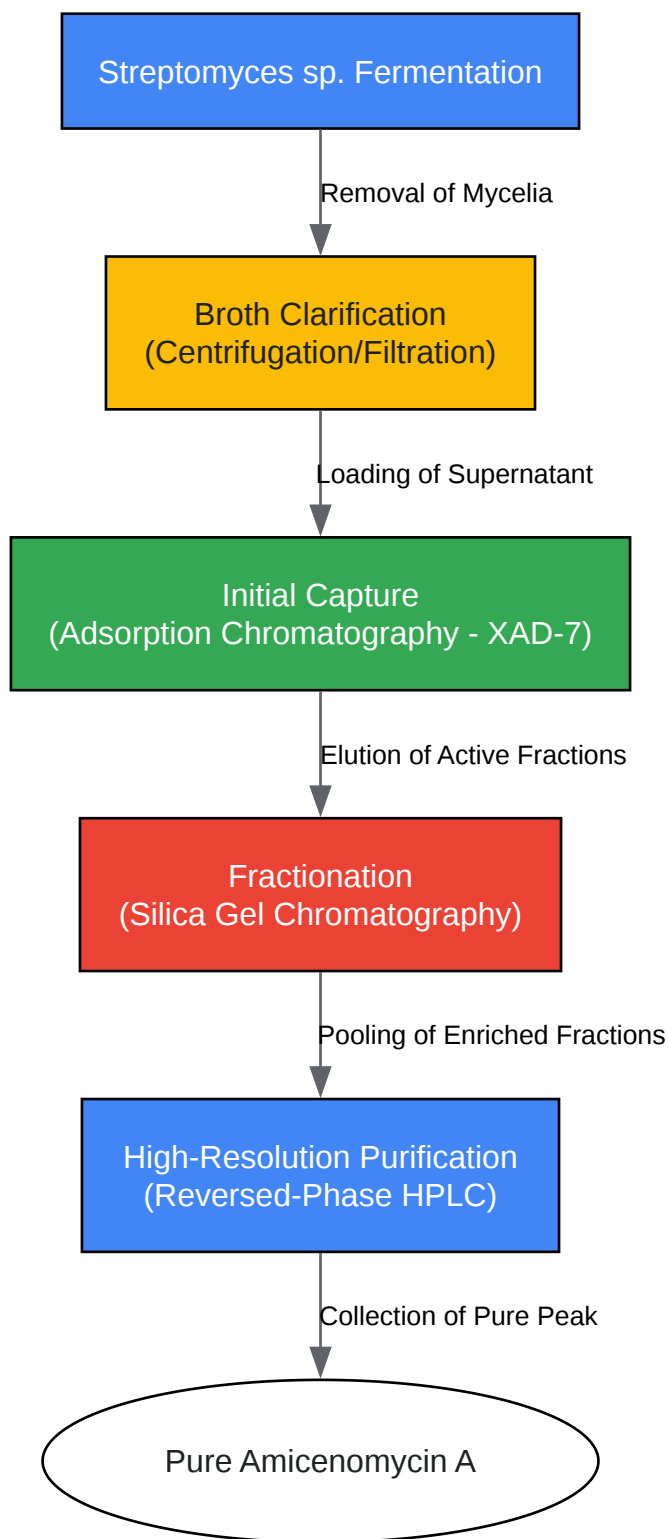 Streptomyces sp. Fermentation
Removal of Mycelia
Broth Clarification
(Centrifugation/Filtration)
Loading of Supernatant
Initial Capture
(Adsorption Chromatography - XAD-7)
Elution of Active Fractions
Fractionation
(Silica Gel Chromatography)
Pooling of Enriched Fractions
High-Resolution Purification
(Reversed-Phase HPLC)
Collection of Pure Peak
Pure Amicenomycin A